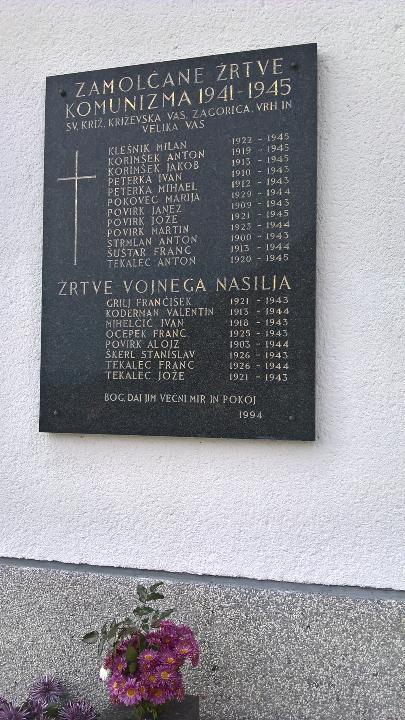 ZAMOLČANE ŽRTVE
KOMUNIZMA 1941-1945
SV. KRIŽ, KRIŽEVSKA VAS, ZAGORICA, VRH IN
VELIKA VAS
KLEŠNIK MILAN 1922 - 1945
KORIMŠEK ANTON 1919 - 1945
KORIMŠEK JAKOB 1913 - 1945
PETERKA IVAN 1910 - 1943
PETERKA MIHAEL 1912 - 1943
POKOVEC MARIJA 1929 - 1944
POVIRK JANEZ 1909 - 1943
POVIRK JOŽE 1921 - 1945
POVIRK MARTIN 1923 - 1944
STRMLAN ANTON 1900 - 1943
ŠUŠTAR FRANC 1913 - 1944
TEKALEC ANTON 1920 - 1945
ŽRTVE VOJNEGA NASILJA
GRILJ FRANČIŠEK 1921 - 1943
KODERMAN VALENTIN 1913 - 1944
MIHELČIČ IVAN 1918 - 1943
OCEPEK FRANC 1925 - 1943
POVIRK ALOJZ 1903 - 1944
ŠKERL STANISLAV 1926 - 1943
TEKALEC FRANC 1926 - 1944
TEKALEC JOŽE 1921 - 1943
BOG, DAJ JIM VEČNI MIR IN POKOJ
1994